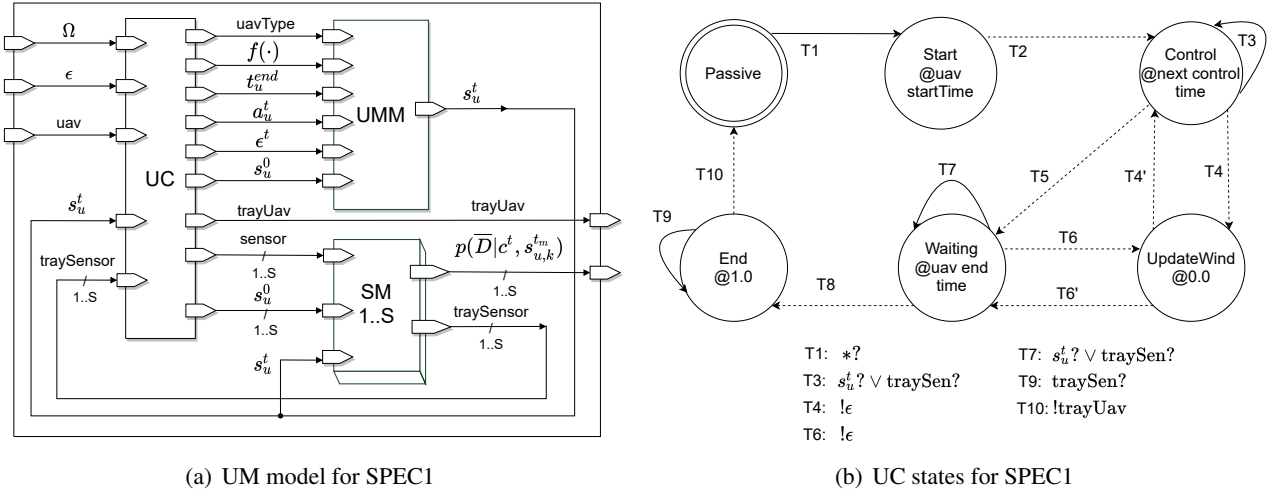 Ω
ϵ
uav
s_u^t
traySensor
1..S
UC
uavType
f(·)
t_u^{end}
a_u^t
ϵ^t
s_u^0
trayUav
sensor
1..S
s_u^0
1..S
s_u^t
UMM
s_u^t
trayUav
SM
1..S
p(D̅|c^t, s_{u,k}^{t_m})
1..S
traySensor
1..S
(a) UM model for SPEC1
Passive
T1
Start
@uav
startTime
T2
Control
@next control
time
T3
T10
T7
T5
T4'
T4
T9
End
@1.0
T8
Waiting
@uav end
time
T6
T6'
UpdateWind
@0.0
T1: *?
T3: s_u^t? ∨ traySen?
T4: !ϵ
T6: !ϵ
T7: s_u^t? ∨ traySen?
T9: traySen?
T10: !trayUav
(b) UC states for SPEC1